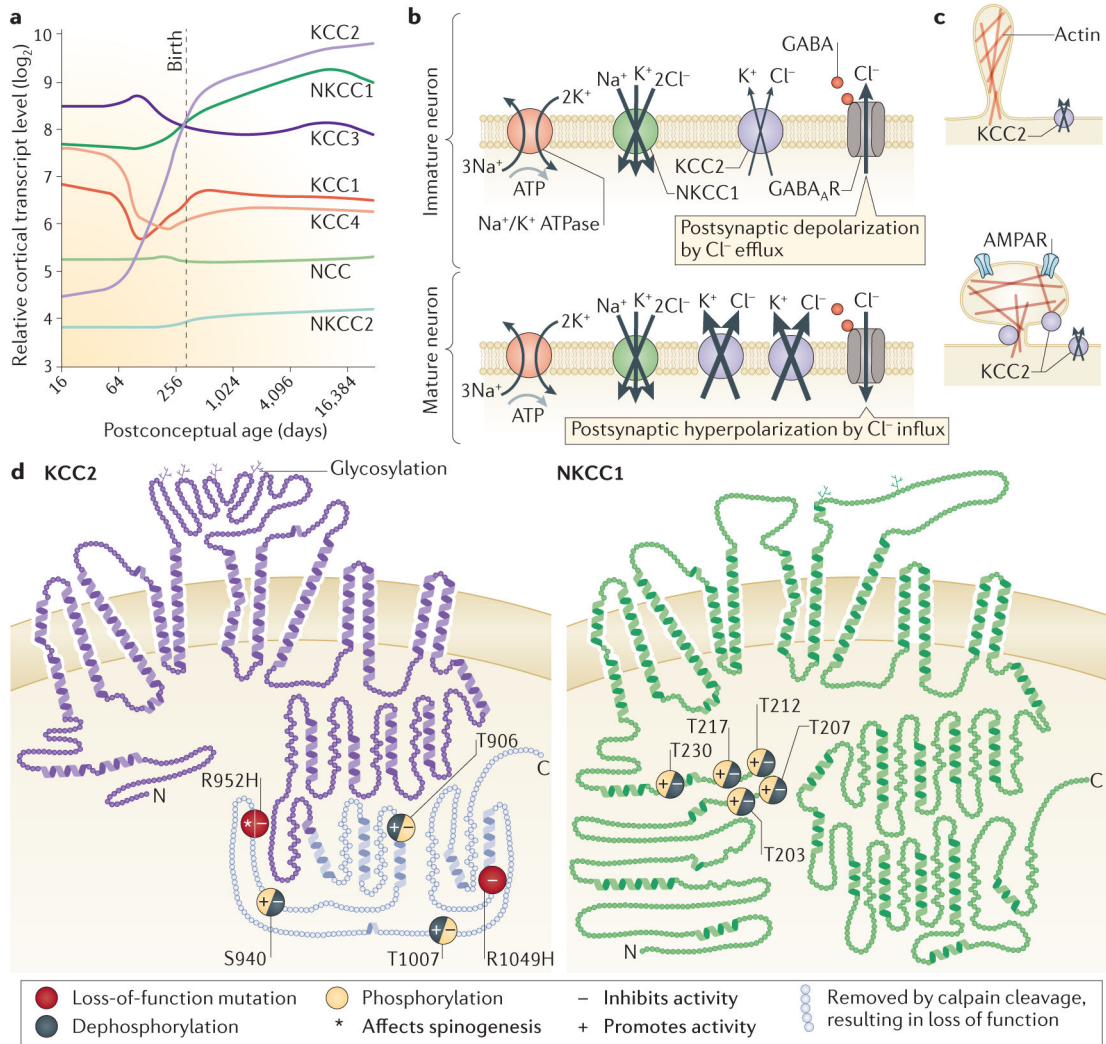 a
Relative cortical transcript level (log2)
10
9
8
7
6
5
4
3
Birth
KCC2
NKCC1
KCC3
KCC1
KCC4
NCC
NKCC2
16
64
256
1,024
4,096
16,384
Postconceptual age (days)
b
Immature neuron
2K⁺
3Na⁺
ATP
Na⁺/K⁺ ATPase
Na⁺ K⁺ 2Cl⁻
NKCC1
K⁺ Cl⁻
KCC2
GABA
Cl⁻
GABA_AR
Postsynaptic depolarization
by Cl⁻ efflux
Mature neuron
2K⁺
3Na⁺
ATP
Na⁺ K⁺ 2Cl⁻
K⁺ Cl⁻
K⁺ Cl⁻
Cl⁻
Postsynaptic hyperpolarization by Cl⁻ influx
c
Actin
KCC2
AMPAR
KCC2
d KCC2
Glycosylation
N
R952H
* −
T906
+ −
C
−
+ −
+ −
S940
T1007
R1049H
NKCC1
T212
T217
T207
T230
+ −
+ −
+ −
+ −
+ −
T203
C
N
Loss-of-function mutation
Phosphorylation
− Inhibits activity
Removed by calpain cleavage,
resulting in loss of function
Dephosphorylation
* Affects spinogenesis
+ Promotes activity